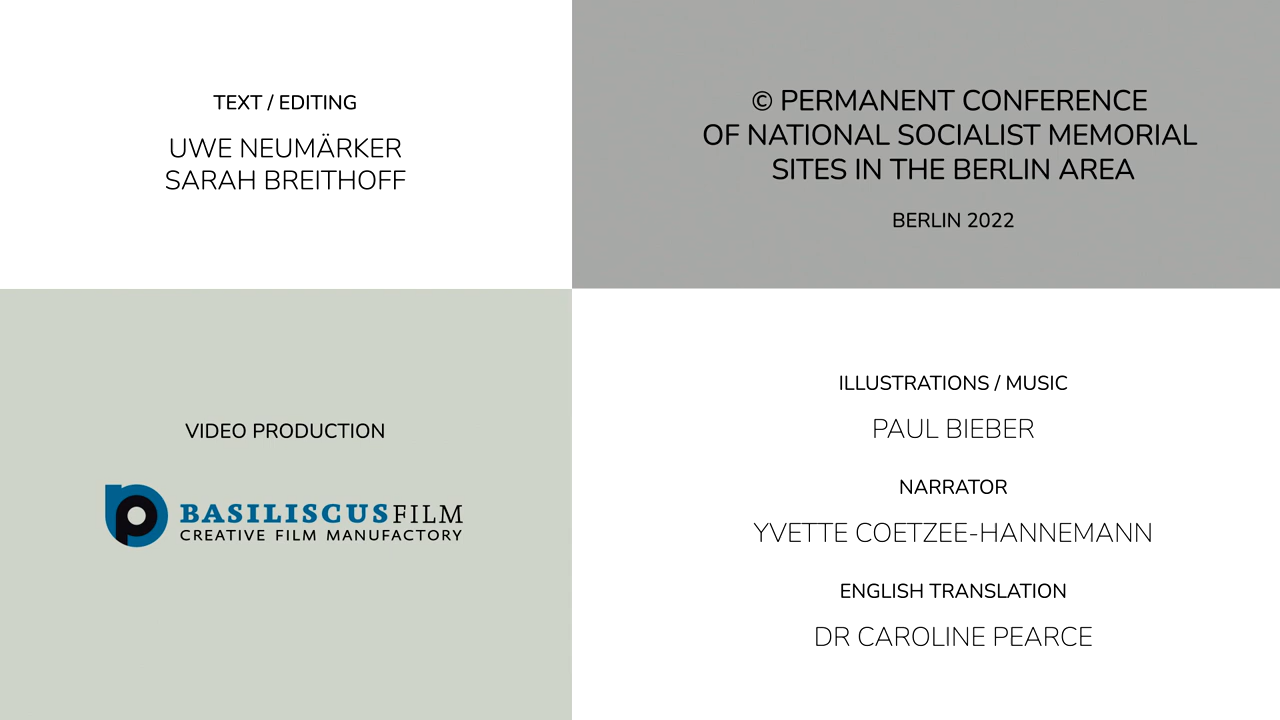 TEXT / EDITING
UWE NEUMÄRKER
SARAH BREITHOFF
© PERMANENT CONFERENCE
OF NATIONAL SOCIALIST MEMORIAL
SITES IN THE BERLIN AREA
BERLIN 2022
VIDEO PRODUCTION
BASILISCUSFILM
CREATIVE FILM MANUFACTORY
ILLUSTRATIONS / MUSIC
PAUL BIEBER
NARRATOR
YVETTE COETZEE-HANNEMANN
ENGLISH TRANSLATION
DR CAROLINE PEARCE